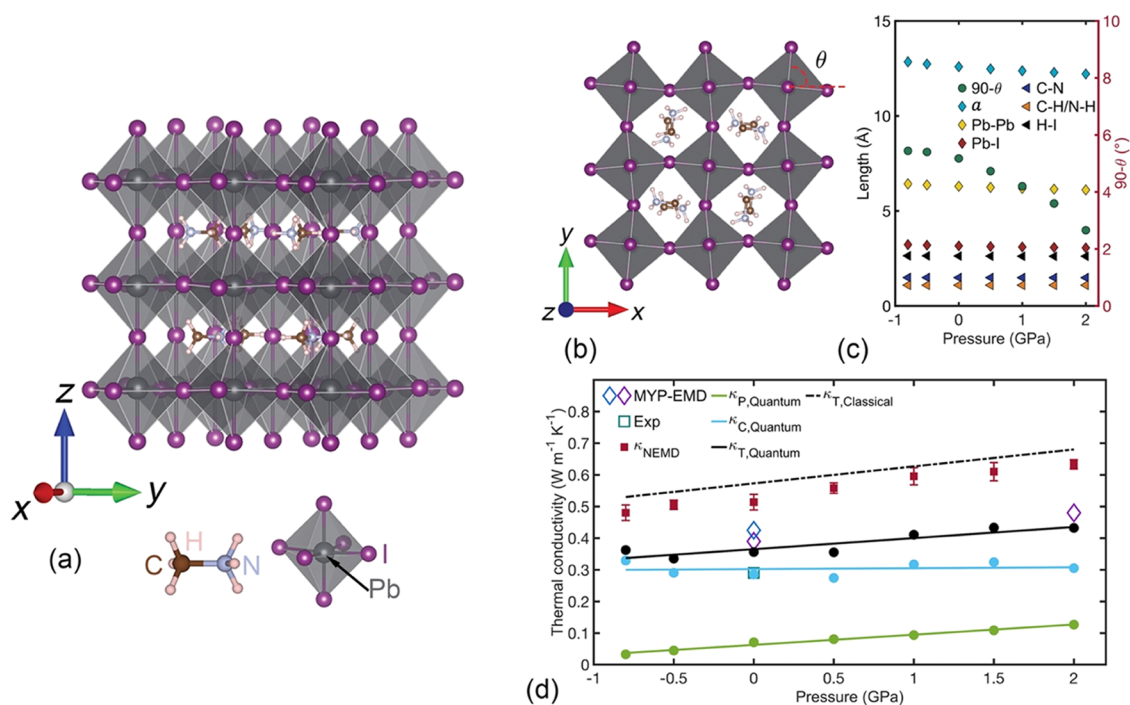 z
x
y
(a)
C
H
N
I
Pb
θ
y
z
x
(b)
15
10
5
0
Length (Å)
10
8
6
4
2
0
90-θ (°)
90-θ
a
Pb-Pb
Pb-I
C-N
C-H/N-H
H-I
-1
0
1
2
Pressure (GPa)
(c)
0.8
0.7
0.6
0.5
0.4
0.3
0.2
0.1
0
Thermal conductivity (W m⁻¹ K⁻¹)
MYP-EMD
Exp
κNEMD
κP,Quantum
κC,Quantum
κT,Quantum
κT,Classical
-1
-0.5
0
0.5
1
1.5
2
Pressure (GPa)
(d)